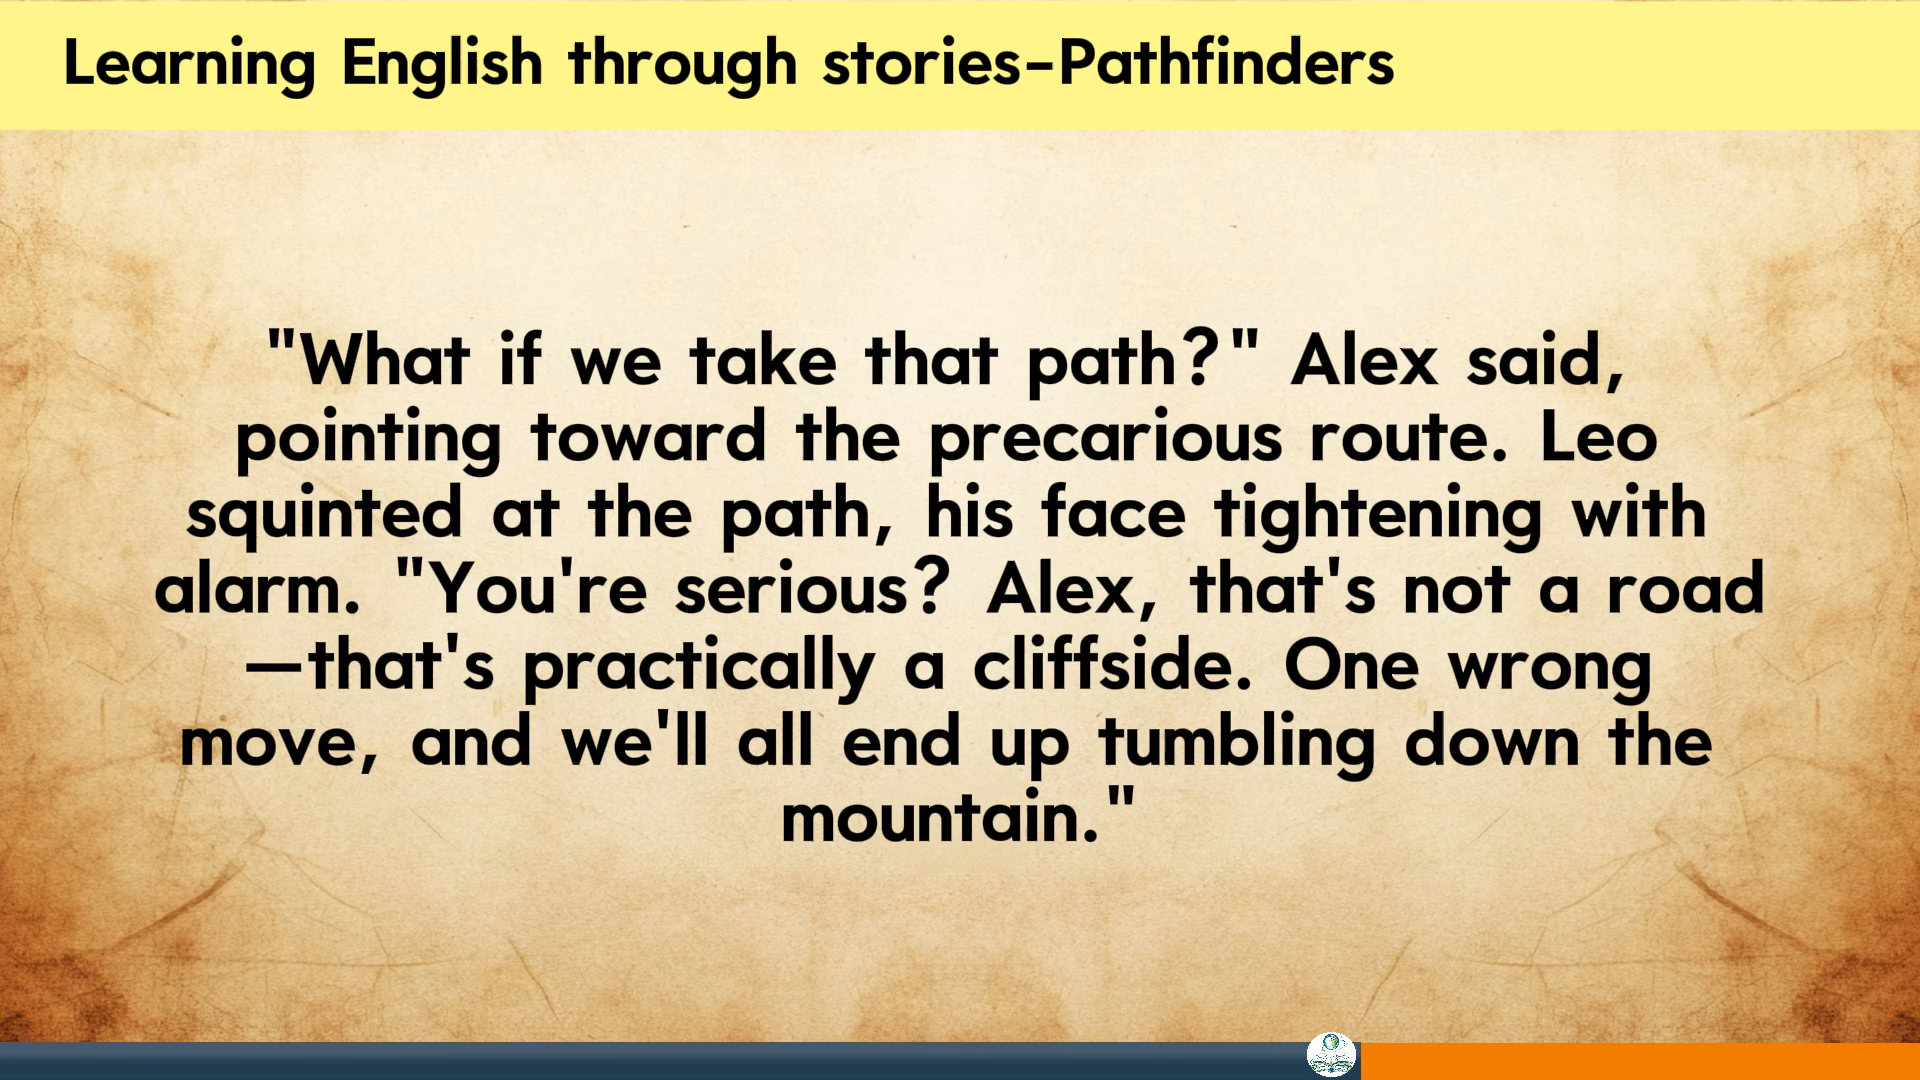 Learning English through stories-Pathfinders
"What if we take that path?" Alex said,
pointing toward the precarious route. Leo
squinted at the path, his face tightening with
alarm. "You're serious? Alex, that's not a road
—that's practically a cliffside. One wrong
move, and we'll all end up tumbling down the
mountain."